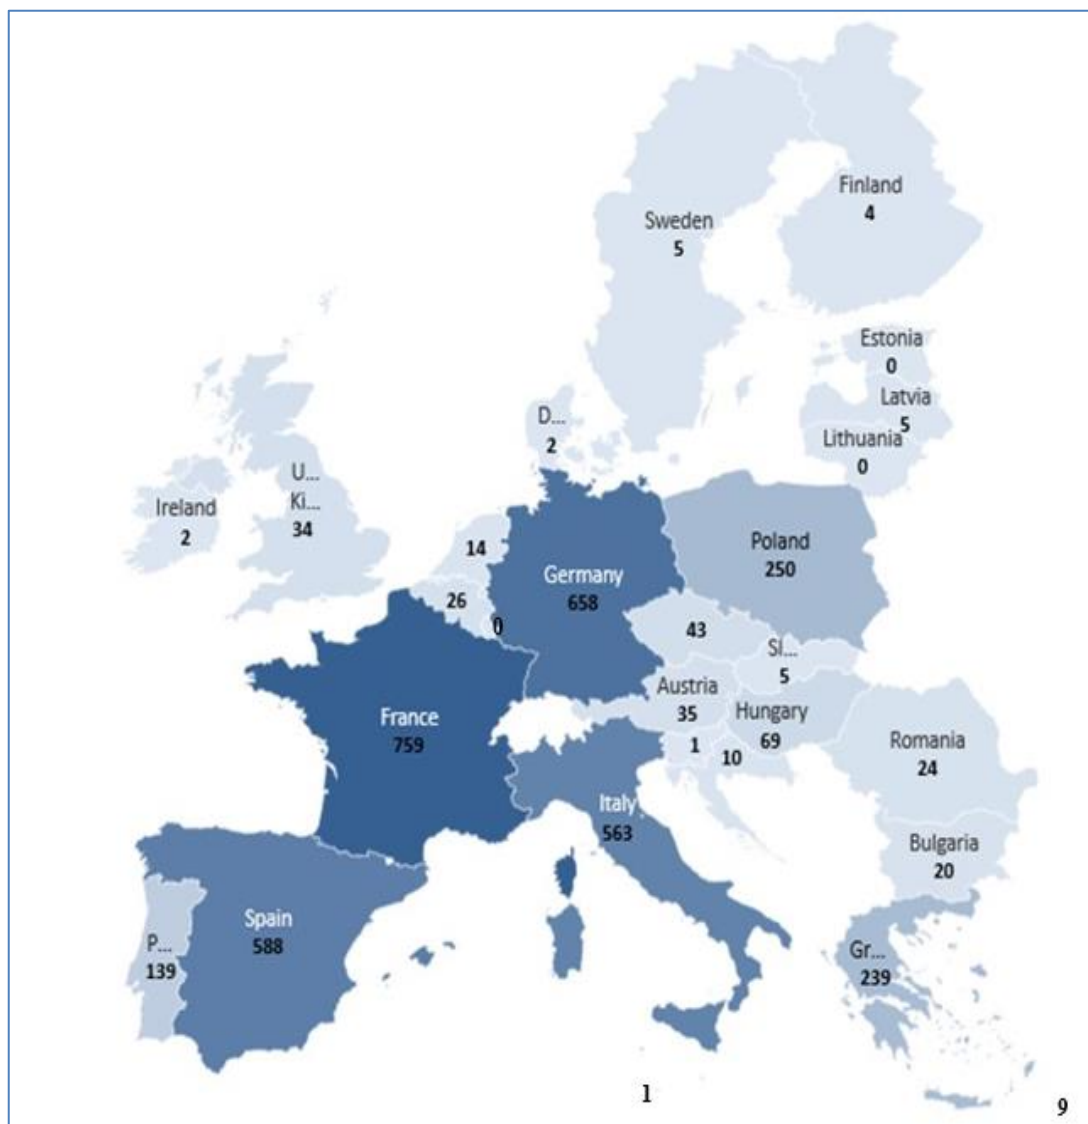 Finland
4
Sweden
5
Estonia
0
Latvia
5
Lithuania
0
D...
2
U...
Ki...
34
Ireland
2
14
Germany
658
Poland
250
26
0
43
Sl...
5
Austria
35
Hungary
69
France
759
1
10
Romania
24
Italy
563
Bulgaria
20
Spain
588
P...
139
Gr...
239
1
9